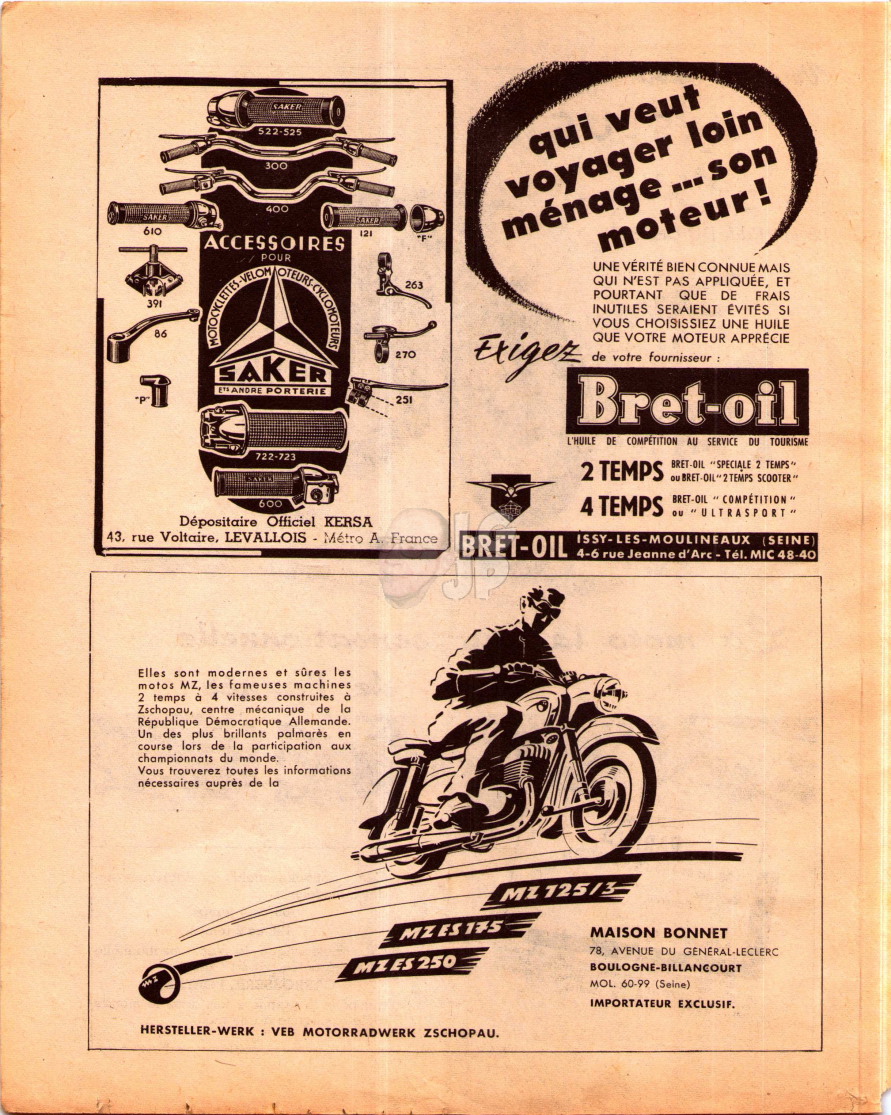 SAKER
522-525
300
400
SAKER
610
SAKER
121
"F"
ACCESSOIRES
POUR
MOTOCYCLETTES-VELOMOTEURS-CYCLOMOTEURS
391
263
86
270
SAKER
ETS ANDRE PORTERIE
"P"
251
722-723
SAKER
600
Dépositaire Officiel KERSA
43, rue Voltaire, LEVALLOIS - Métro A. France
qui veut
voyager loin
ménage... son
moteur!
UNE VÉRITÉ BIEN CONNUE MAIS
QUI N'EST PAS APPLIQUÉE, ET
POURTANT QUE DE FRAIS
INUTILES SERAIENT ÉVITÉS SI
VOUS CHOISISSIEZ UNE HUILE
QUE VOTRE MOTEUR APPRÉCIE
Exigez de votre fournisseur :
Bret-oil
L'HUILE DE COMPÉTITION AU SERVICE DU TOURISME
2 TEMPS BRET-OIL "SPECIALE 2 TEMPS"
ou BRET-OIL "2 TEMPS SCOOTER"
4 TEMPS BRET-OIL "COMPÉTITION"
ou "ULTRASPORT"
BRET-OIL ISSY-LES-MOULINEAUX (SEINE)
4-6 rue Jeanne d'Arc - Tél. MIC 48-40
JP
Elles sont modernes et sûres les
motos MZ, les fameuses machines
2 temps à 4 vitesses construites à
Zschopau, centre mécanique de la
République Démocratique Allemande.
Un des plus brillants palmarès en
course lors de la participation aux
championnats du monde.
Vous trouverez toutes les informations
nécessaires auprès de la
MZ 125/3
MZ ES 175
MZ ES 250
MZ
MAISON BONNET
78, AVENUE DU GÉNÉRAL-LECLERC
BOULOGNE-BILLANCOURT
MOL. 60-99 (Seine)
IMPORTATEUR EXCLUSIF.
HERSTELLER-WERK : VEB MOTORRADWERK ZSCHOPAU.